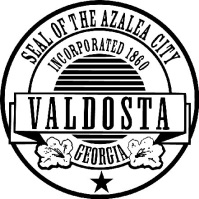 SEAL OF THE AZALEA CITY
INCORPORATED 1860
VALDOSTA
GEORGIA